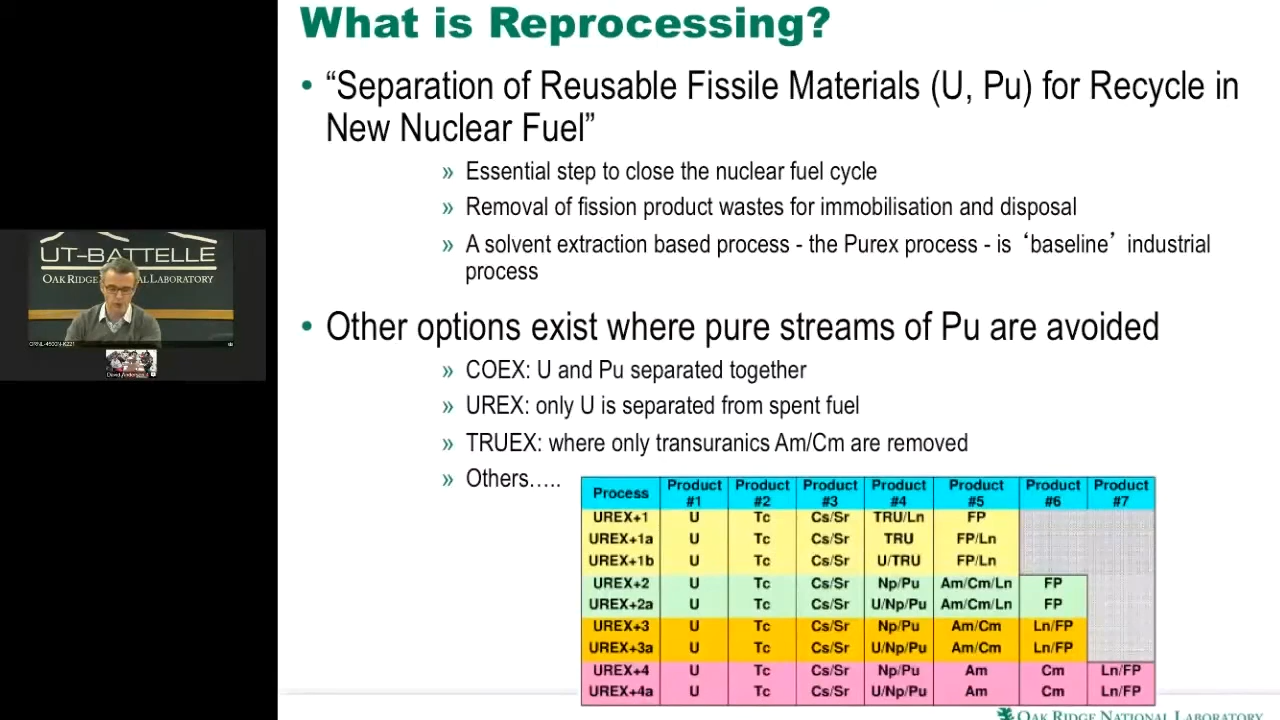 What is Reprocessing?
• “Separation of Reusable Fissile Materials (U, Pu) for Recycle in
New Nuclear Fuel”
» Essential step to close the nuclear fuel cycle
» Removal of fission product wastes for immobilisation and disposal
» A solvent extraction based process - the Purex process - is ‘baseline’ industrial
process
• Other options exist where pure streams of Pu are avoided
» COEX: U and Pu separated together
» UREX: only U is separated from spent fuel
» TRUEX: where only transuranics Am/Cm are removed
» Others…..
Process Product #1 Product #2 Product #3 Product #4 Product #5 Product #6 Product #7
UREX+1 U Tc Cs/Sr TRU/Ln FP
UREX+1a U Tc Cs/Sr TRU FP/Ln
UREX+1b U Tc Cs/Sr U/TRU FP/Ln
UREX+2 U Tc Cs/Sr Np/Pu Am/Cm/Ln FP
UREX+2a U Tc Cs/Sr U/Np/Pu Am/Cm/Ln FP
UREX+3 U Tc Cs/Sr Np/Pu Am/Cm Ln/FP
UREX+3a U Tc Cs/Sr U/Np/Pu Am/Cm Ln/FP
UREX+4 U Tc Cs/Sr Np/Pu Am Cm Ln/FP
UREX+4a U Tc Cs/Sr U/Np/Pu Am Cm Ln/FP
OAK RIDGE NATIONAL LABORATORY
UT-BATTELLE
OAK RIDGE LABORATORY